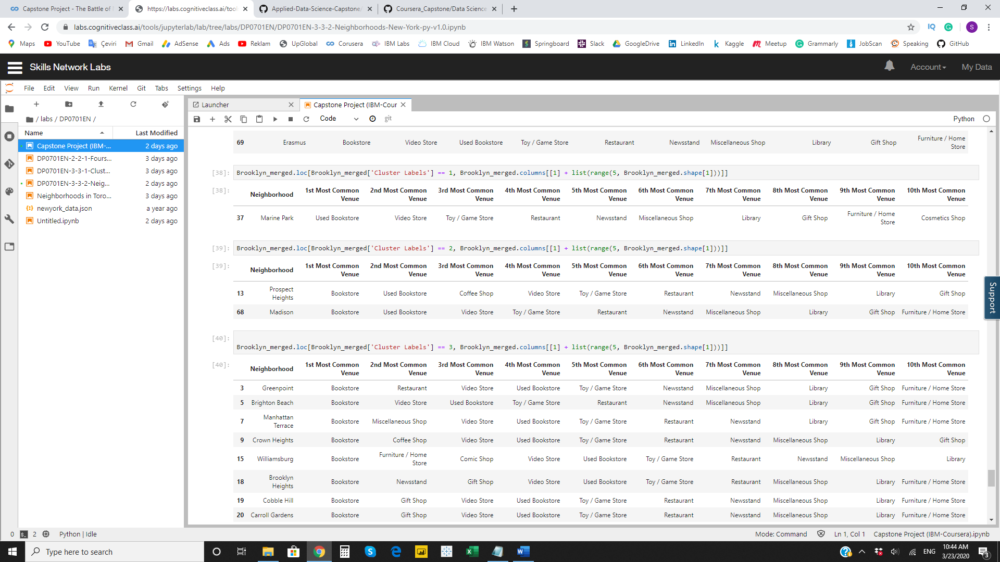 Capstone Project - The Battle of
https://labs.cognitiveclass.ai/tool
Applied-Data-Science-Capstone/
Coursera_Capstone/Data Science
labs.cognitiveclass.ai/tools/jupyterlab/lab/tree/labs/DP0701EN/DP0701EN-3-3-2-Neighborhoods-New-York-py-v1.0.ipynb
Maps YouTube Çeviri Gmail AdSense Ads Reklam UpGlobal Corusera IBM Labs IBM Cloud IBM Watson Springboard Slack GoogleDrive LinkedIn Kaggle Meetup Grammarly JobScan Speaking GitHub
Skills Network Labs Account My Data
File Edit View Run Kernel Git Tabs Settings Help
Launcher Capstone Project (IBM-Cour
/ labs / DP0701EN /
Code git Python
Name Last Modified
Capstone Project (IBM-... 2 days ago
DP0701EN-2-2-1-Fours... 3 days ago
DP0701EN-3-3-1-Clust... 3 days ago
DP0701EN-3-3-2-Neig... 2 days ago
Neighborhoods in Toro... 3 days ago
newyork_data.json a year ago
Untitled.ipynb 2 days ago
69 Erasmus Bookstore Video Store Used Bookstore Toy / Game Store Restaurant Newsstand Miscellaneous Shop Library Gift Shop Furniture / Home Store
[38]: Brooklyn_merged.loc[Brooklyn_merged['Cluster Labels'] == 1, Brooklyn_merged.columns[[1] + list(range(5, Brooklyn_merged.shape[1]))]]
[38]: Neighborhood 1st Most Common Venue 2nd Most Common Venue 3rd Most Common Venue 4th Most Common Venue 5th Most Common Venue 6th Most Common Venue 7th Most Common Venue 8th Most Common Venue 9th Most Common Venue 10th Most Common Venue
37 Marine Park Used Bookstore Video Store Toy / Game Store Restaurant Newsstand Miscellaneous Shop Library Gift Shop Furniture / Home Store Cosmetics Shop
[39]: Brooklyn_merged.loc[Brooklyn_merged['Cluster Labels'] == 2, Brooklyn_merged.columns[[1] + list(range(5, Brooklyn_merged.shape[1]))]]
[39]: Neighborhood 1st Most Common Venue 2nd Most Common Venue 3rd Most Common Venue 4th Most Common Venue 5th Most Common Venue 6th Most Common Venue 7th Most Common Venue 8th Most Common Venue 9th Most Common Venue 10th Most Common Venue
13 Prospect Heights Bookstore Used Bookstore Coffee Shop Video Store Toy / Game Store Restaurant Newsstand Miscellaneous Shop Library Gift Shop
68 Madison Bookstore Used Bookstore Video Store Toy / Game Store Restaurant Newsstand Miscellaneous Shop Library Gift Shop Furniture / Home Store
[40]:
Brooklyn_merged.loc[Brooklyn_merged['Cluster Labels'] == 3, Brooklyn_merged.columns[[1] + list(range(5, Brooklyn_merged.shape[1]))]]
[40]: Neighborhood 1st Most Common Venue 2nd Most Common Venue 3rd Most Common Venue 4th Most Common Venue 5th Most Common Venue 6th Most Common Venue 7th Most Common Venue 8th Most Common Venue 9th Most Common Venue 10th Most Common Venue
3 Greenpoint Bookstore Restaurant Video Store Used Bookstore Toy / Game Store Newsstand Miscellaneous Shop Library Gift Shop Furniture / Home Store
5 Brighton Beach Bookstore Video Store Used Bookstore Toy / Game Store Restaurant Newsstand Miscellaneous Shop Library Gift Shop Furniture / Home Store
7 Manhattan Terrace Bookstore Miscellaneous Shop Video Store Used Bookstore Toy / Game Store Restaurant Newsstand Library Gift Shop Furniture / Home Store
9 Crown Heights Bookstore Coffee Shop Video Store Used Bookstore Toy / Game Store Restaurant Newsstand Miscellaneous Shop Library Gift Shop
15 Williamsburg Bookstore Furniture / Home Store Comic Shop Video Store Used Bookstore Toy / Game Store Restaurant Newsstand Miscellaneous Shop Library
18 Brooklyn Heights Bookstore Newsstand Gift Shop Video Store Used Bookstore Toy / Game Store Restaurant Miscellaneous Shop Library Furniture / Home Store
19 Cobble Hill Bookstore Gift Shop Video Store Used Bookstore Toy / Game Store Restaurant Newsstand Miscellaneous Shop Library Furniture / Home Store
20 Carroll Gardens Bookstore Gift Shop Video Store Used Bookstore Toy / Game Store Restaurant Newsstand Miscellaneous Shop Library Furniture / Home Store
Support
0 2 Python | Idle Mode: Command Ln 1, Col 1 Capstone Project (IBM-Coursera).ipynb
Type here to search ENG 10:44 AM
3/23/2020 3